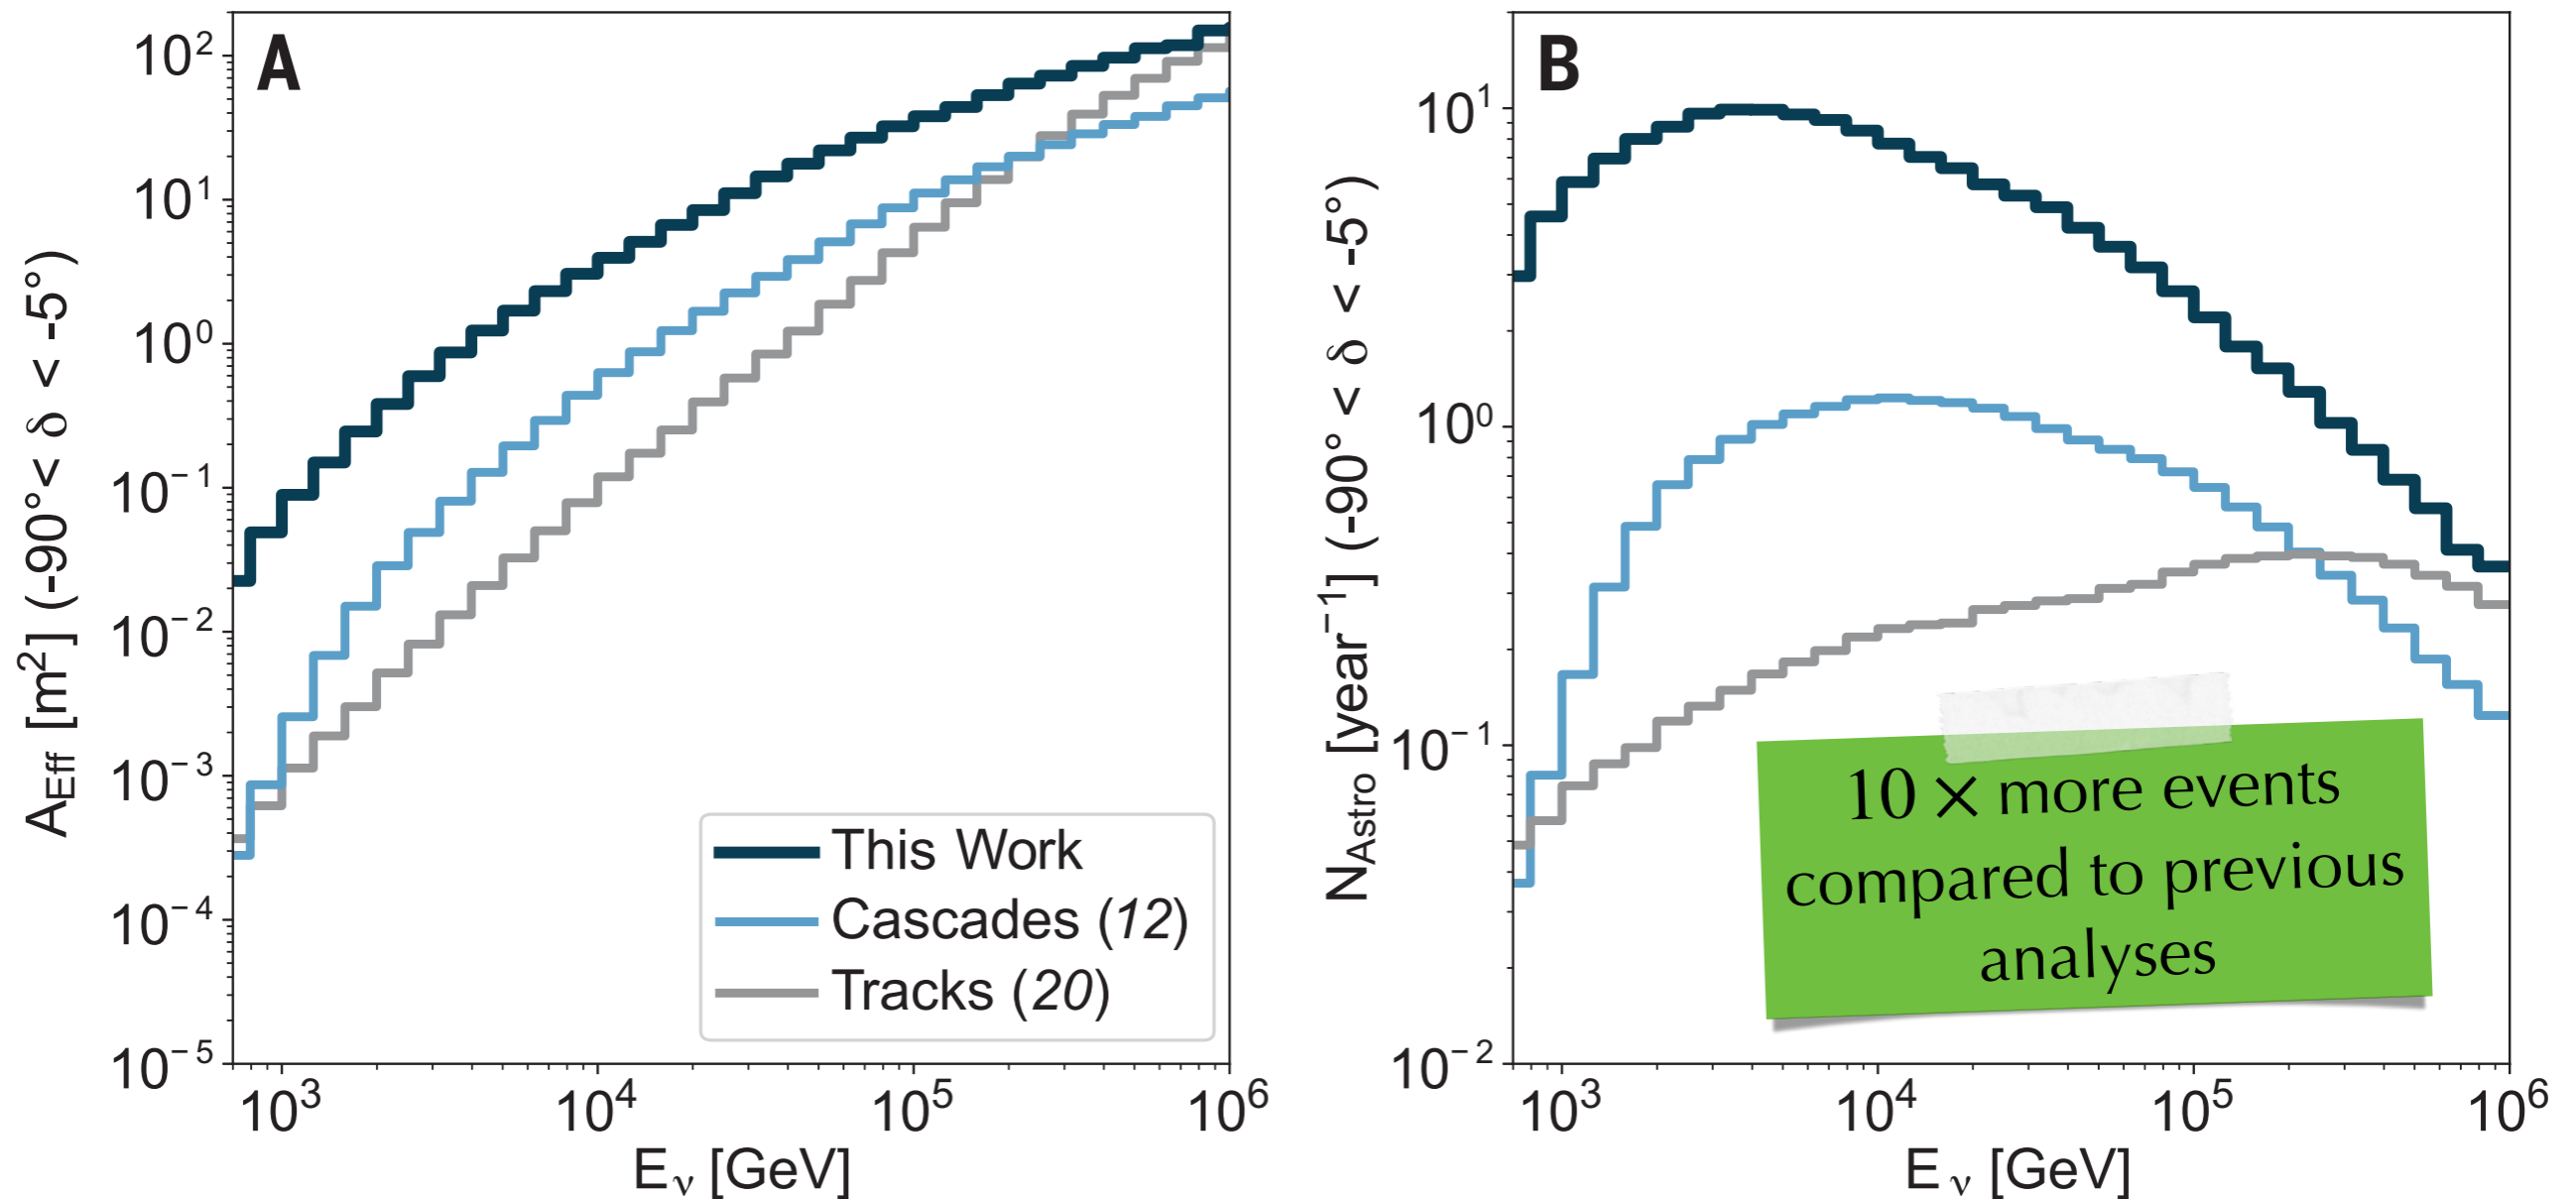 A
10²
10¹
10⁰
10⁻¹
10⁻²
10⁻³
10⁻⁴
10⁻⁵
A_Eff [m²] (-90°< δ < -5°)
This Work
Cascades (12)
Tracks (20)
10³ 10⁴ 10⁵ 10⁶
E_ν [GeV]
B
10¹
10⁰
10⁻¹
10⁻²
N_Astro [year⁻¹] (-90° < δ < -5°)
10 × more events
compared to previous
analyses
10³ 10⁴ 10⁵ 10⁶
E_ν [GeV]